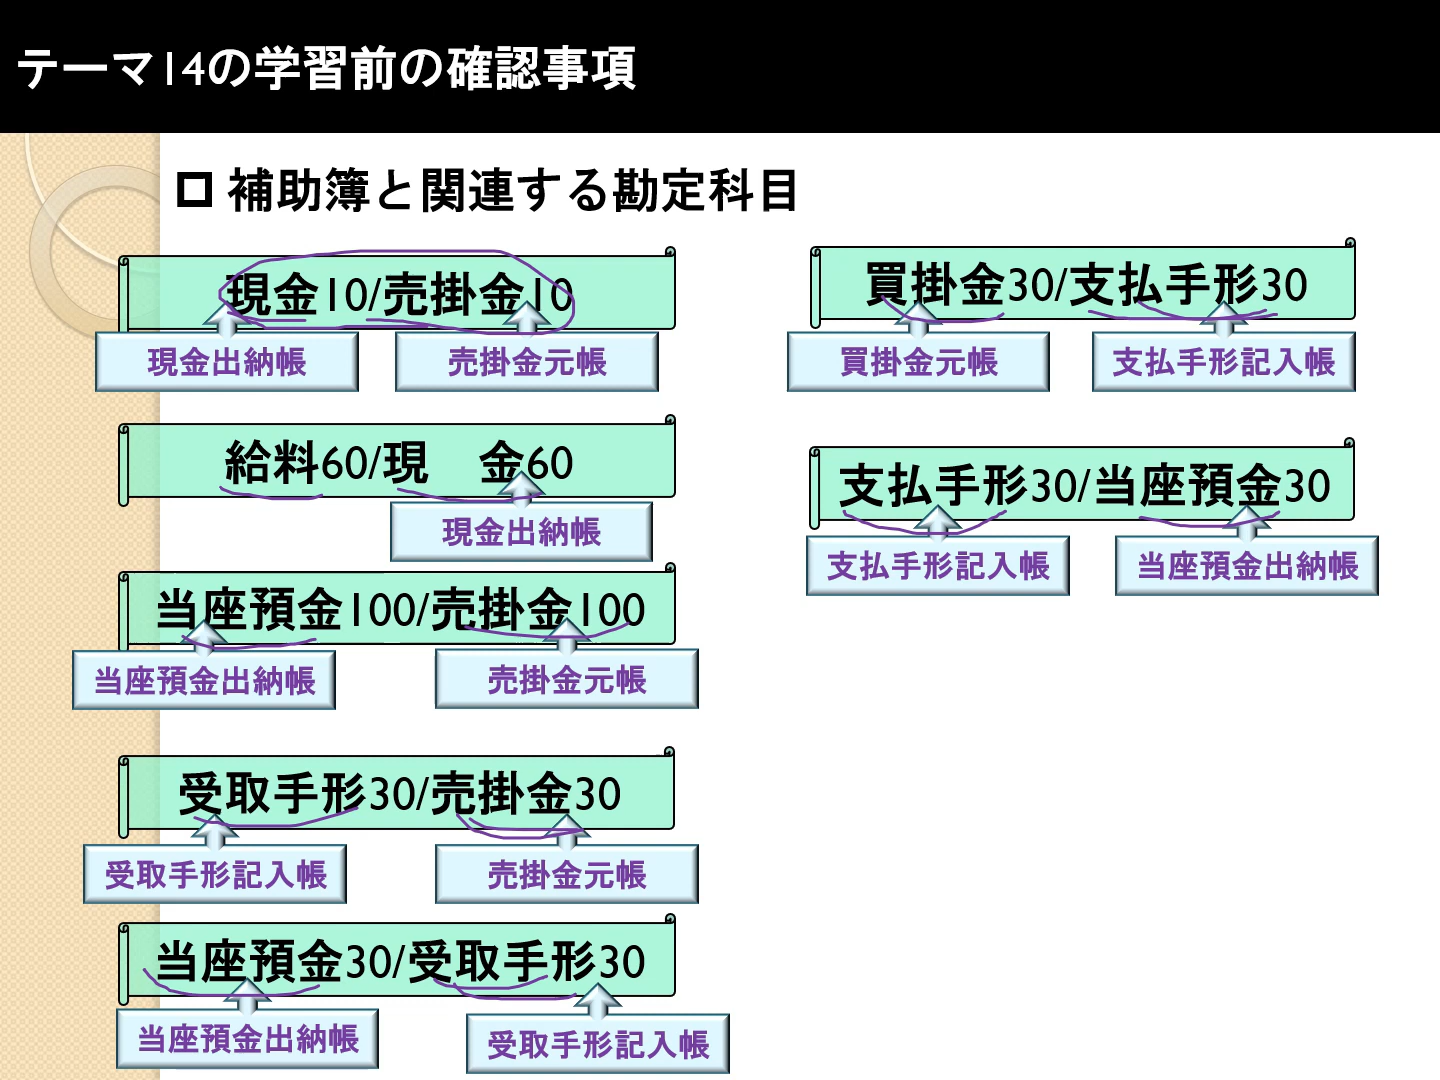 テーマ14の学習前の確認事項
補助簿と関連する勘定科目
現金10/売掛金10
現金出納帳
売掛金元帳
給料60/現　金60
現金出納帳
当座預金100/売掛金100
当座預金出納帳
売掛金元帳
受取手形30/売掛金30
受取手形記入帳
売掛金元帳
当座預金30/受取手形30
当座預金出納帳
受取手形記入帳
買掛金30/支払手形30
買掛金元帳
支払手形記入帳
支払手形30/当座預金30
支払手形記入帳
当座預金出納帳